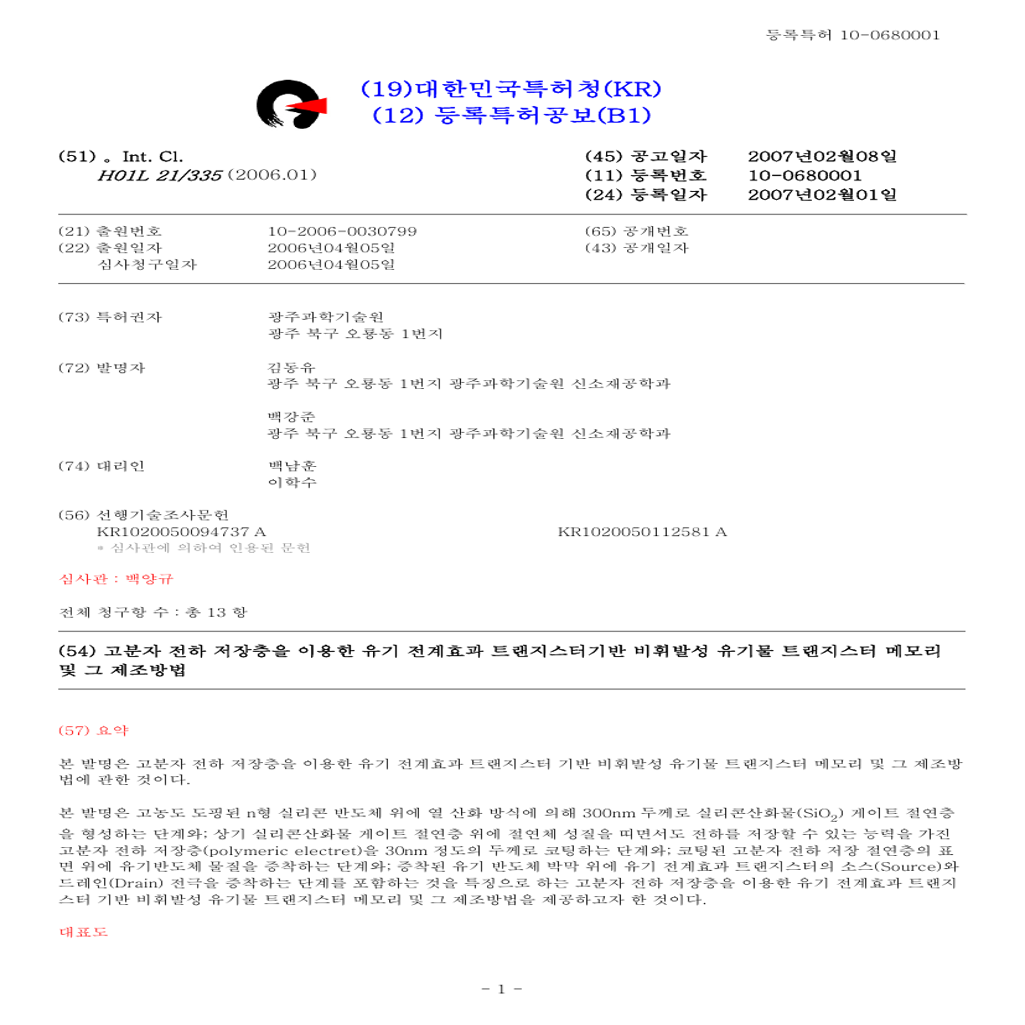 등록특허 10-0680001
(19)대한민국특허청(KR)
(12) 등록특허공보(B1)
(51) 。Int. Cl.
H01L 21/335 (2006.01)
(45) 공고일자 2007년02월08일
(11) 등록번호 10-0680001
(24) 등록일자 2007년02월01일
(21) 출원번호 10-2006-0030799 (65) 공개번호
(22) 출원일자 2006년04월05일 (43) 공개일자
심사청구일자 2006년04월05일
(73) 특허권자 광주과학기술원
광주 북구 오룡동 1번지
(72) 발명자 김동유
광주 북구 오룡동 1번지 광주과학기술원 신소재공학과
백강준
광주 북구 오룡동 1번지 광주과학기술원 신소재공학과
(74) 대리인 백남훈
이학수
(56) 선행기술조사문헌
KR1020050094737 A KR1020050112581 A
* 심사관에 의하여 인용된 문헌
심사관 : 백양규
전체 청구항 수 : 총 13 항
(54) 고분자 전하 저장층을 이용한 유기 전계효과 트랜지스터기반 비휘발성 유기물 트랜지스터 메모리
및 그 제조방법
(57) 요약
본 발명은 고분자 전하 저장층을 이용한 유기 전계효과 트랜지스터 기반 비휘발성 유기물 트랜지스터 메모리 및 그 제조방
법에 관한 것이다.
본 발명은 고농도 도핑된 n형 실리콘 반도체 위에 열 산화 방식에 의해 300nm 두께로 실리콘산화물(SiO2) 게이트 절연층
을 형성하는 단계와; 상기 실리콘산화물 게이트 절연층 위에 절연체 성질을 띠면서도 전하를 저장할 수 있는 능력을 가진
고분자 전하 저장층(polymeric electret)을 30nm 정도의 두께로 코팅하는 단계와; 코팅된 고분자 전하 저장 절연층의 표
면 위에 유기반도체 물질을 증착하는 단계와; 증착된 유기 반도체 박막 위에 유기 전계효과 트랜지스터의 소스(Source)와
드레인(Drain) 전극을 증착하는 단계를 포함하는 것을 특징으로 하는 고분자 전하 저장층을 이용한 유기 전계효과 트랜지
스터 기반 비휘발성 유기물 트랜지스터 메모리 및 그 제조방법을 제공하고자 한 것이다.
대표도
- 1 -